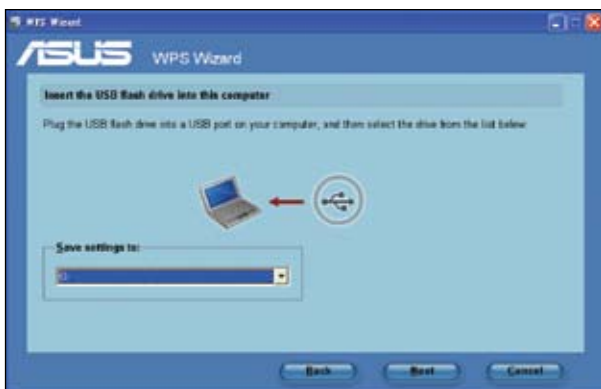 WPS Wizard
ASUS WPS Wizard
Insert the USB flash drive into this computer
Plug the USB flash drive into a USB port on your computer, and then select the drive from the list below
Save settings to:
Back Next Cancel